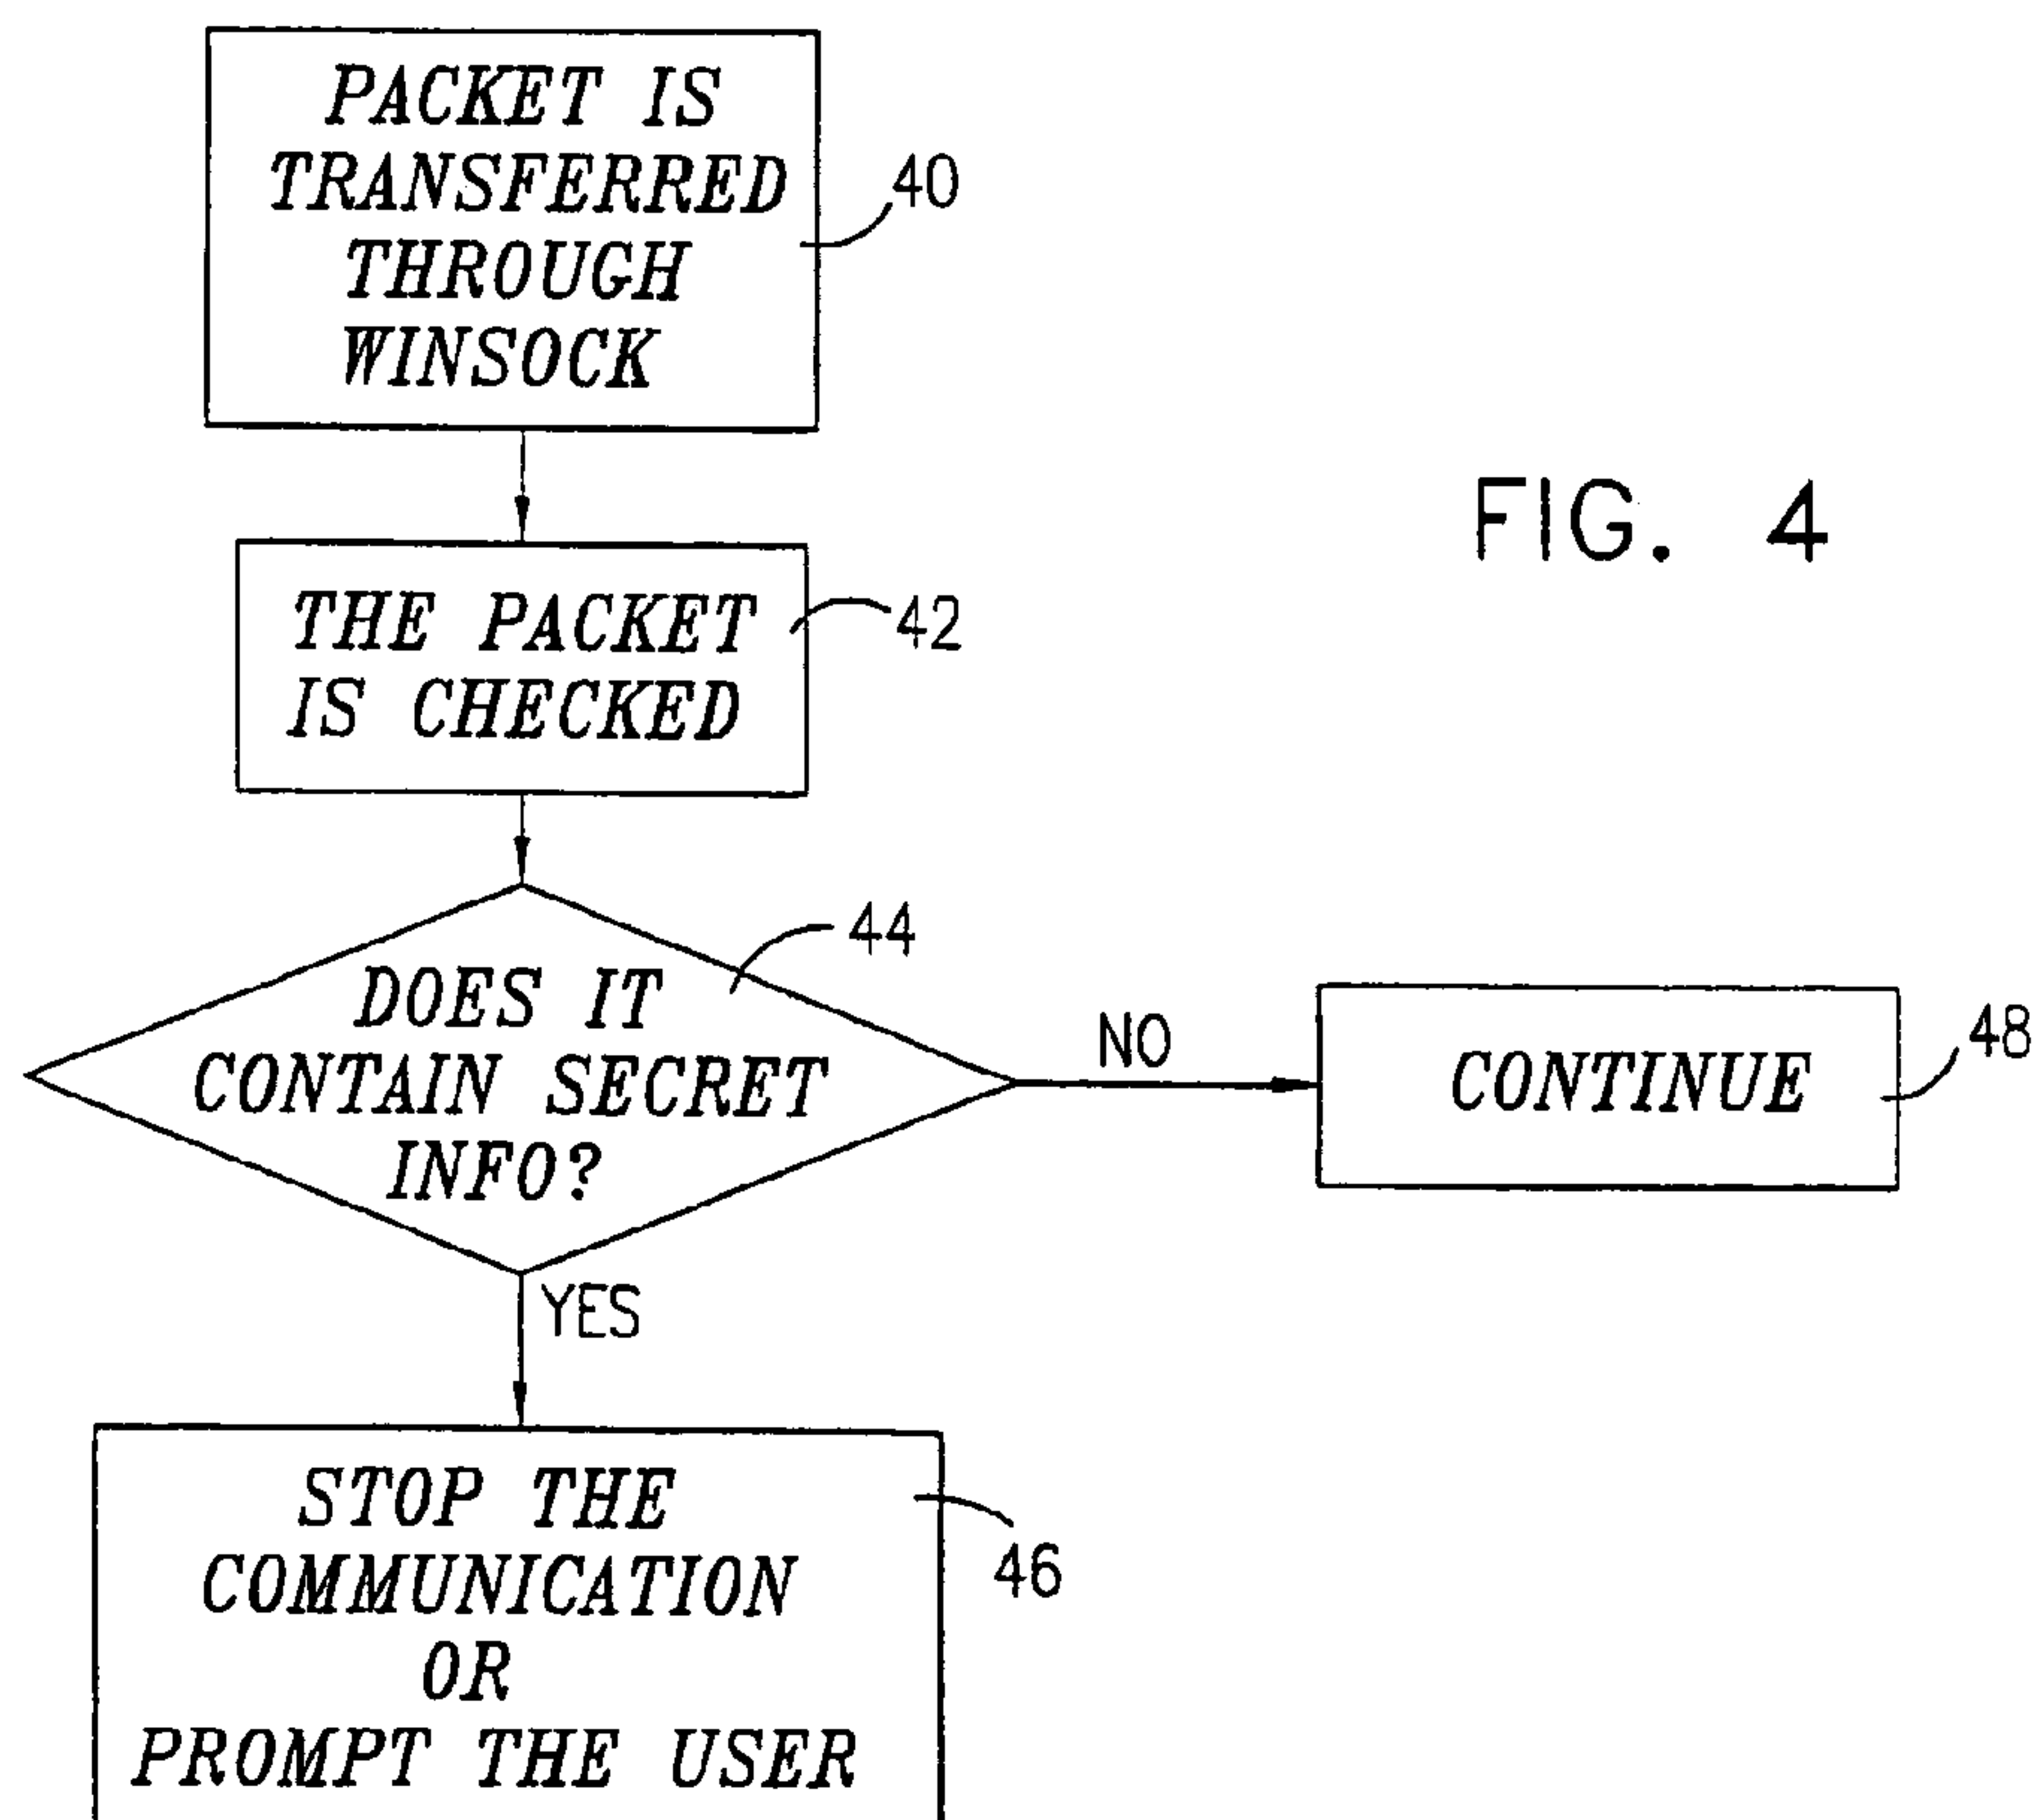 PACKET IS
TRANSFERRED
THROUGH
WINSOCK
40
FIG. 4
THE PACKET
IS CHECKED
42
44
DOES IT
CONTAIN SECRET
INFO?
NO
CONTINUE
48
YES
STOP THE
COMMUNICATION
OR
PROMPT THE USER
46